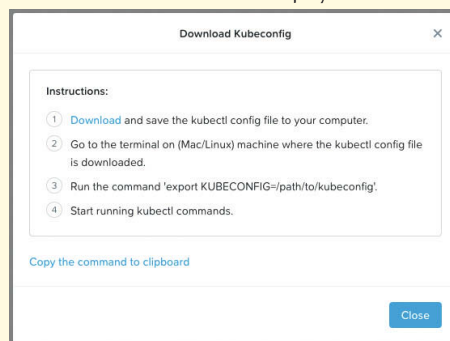 Download Kubeconfig
Instructions:
1 Download and save the kubectl config file to your computer.
2 Go to the terminal on (Mac/Linux) machine where the kubectl config file
is downloaded.
3 Run the command 'export KUBECONFIG=/path/to/kubeconfig'.
4 Start running kubectl commands.
Copy the command to clipboard
Close